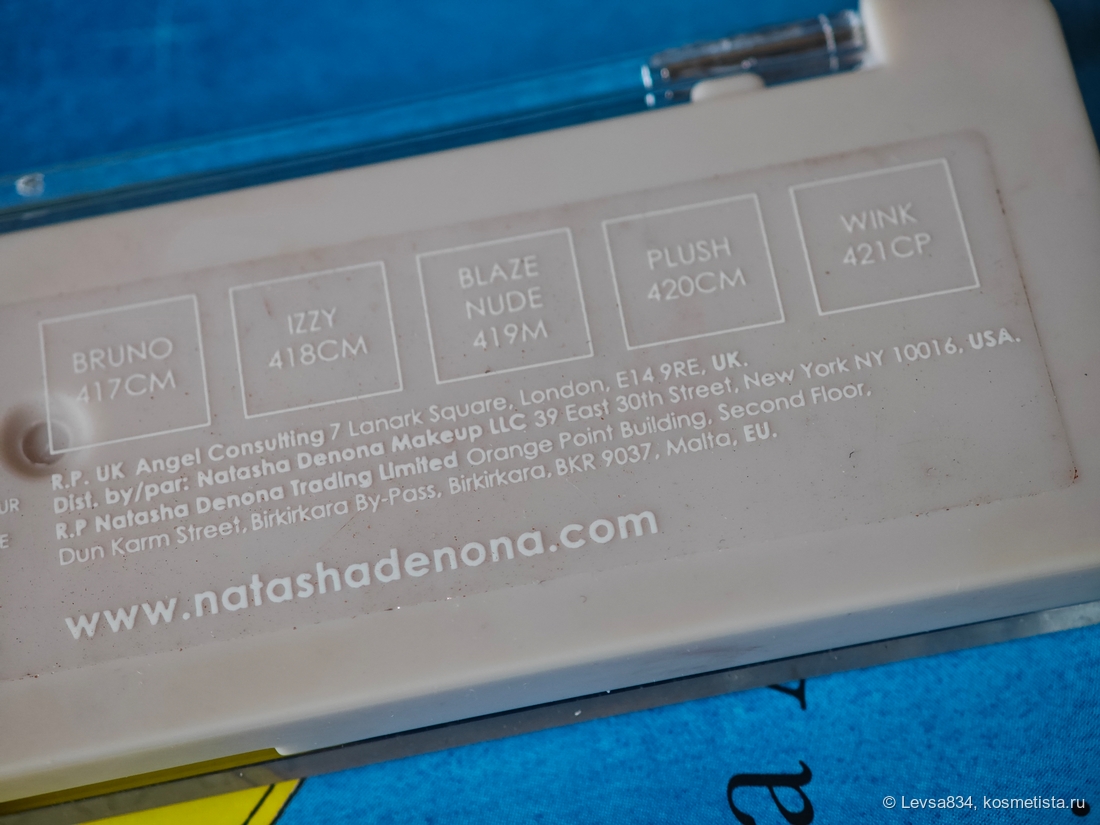 BRUNO
417CM
IZZY
418CM
BLAZE
NUDE
419M
PLUSH
420CM
WINK
421CP
R.P. UK Angel Consulting 7 Lanark Square, London, E14 9RE, UK.
Dist. by/par: Natasha Denona Makeup LLC 39 East 30th Street, New York NY 10016, USA.
R.P Natasha Denona Trading Limited Orange Point Building, Second Floor,
Dun Karm Street, Birkirkara By-Pass, Birkirkara, BKR 9037, Malta, EU.
www.natashadenona.com
a
© Levsa834, kosmetista.ru